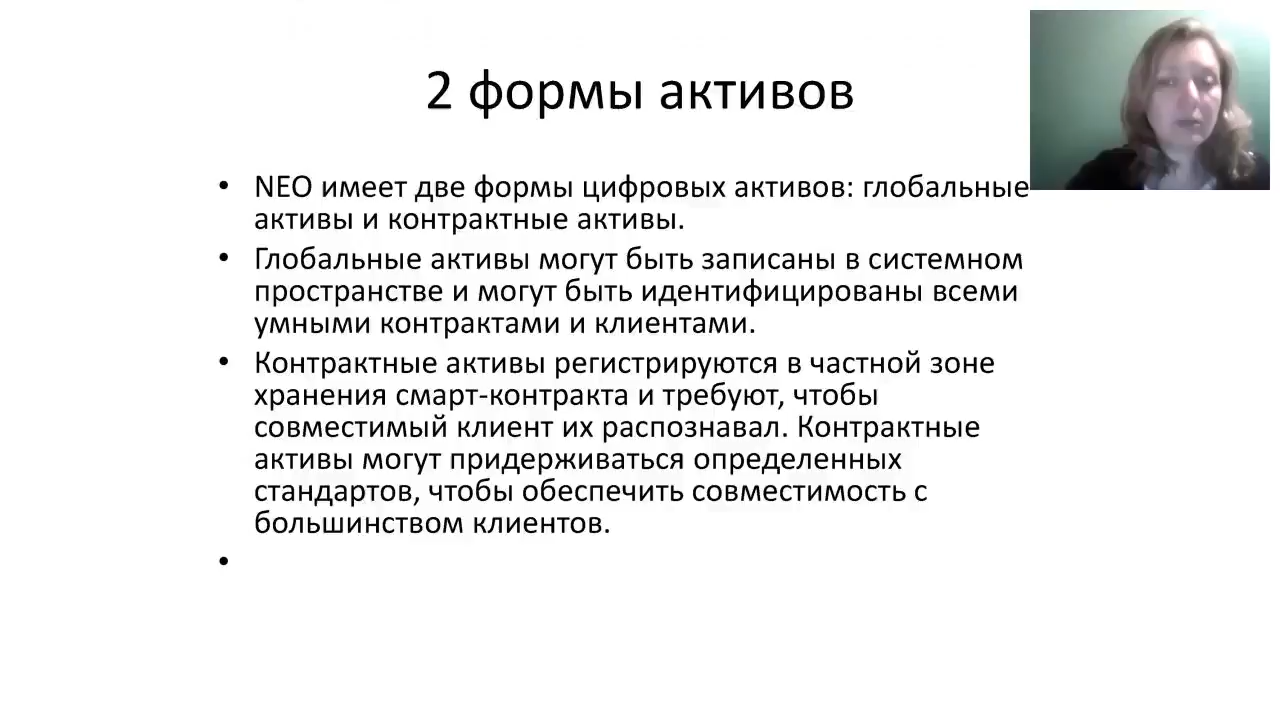 2 формы активов
• NEO имеет две формы цифровых активов: глобальные
активы и контрактные активы.
• Глобальные активы могут быть записаны в системном
пространстве и могут быть идентифицированы всеми
умными контрактами и клиентами.
• Контрактные активы регистрируются в частной зоне
хранения смарт-контракта и требуют, чтобы
совместимый клиент их распознавал. Контрактные
активы могут придерживаться определенных
стандартов, чтобы обеспечить совместимость с
большинством клиентов.
•